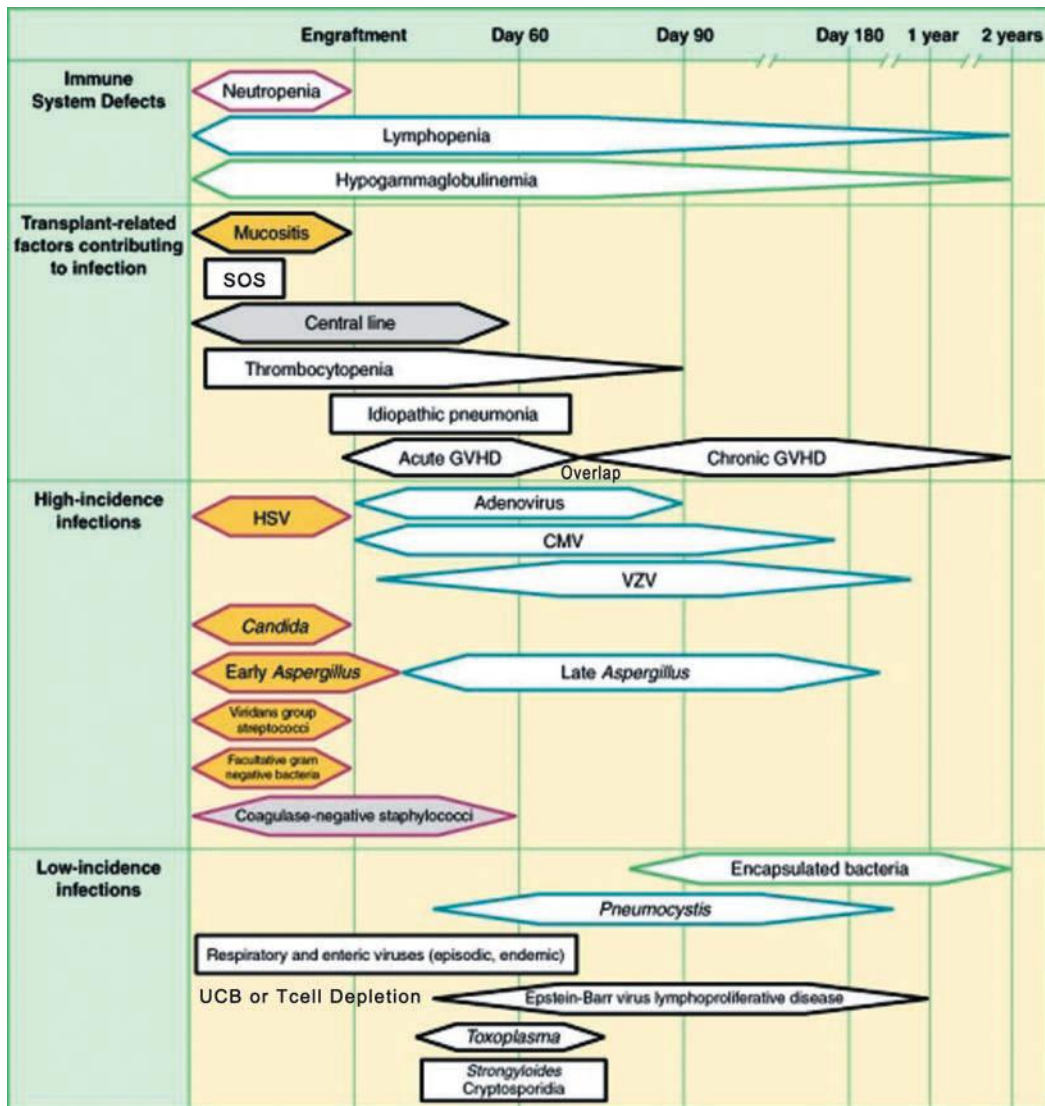 Engraftment Day 60 Day 90 Day 180 1 year 2 years
Immune
System Defects
Neutropenia
Lymphopenia
Hypogammaglobulinemia
Transplant-related
factors contributing
to infection
Mucositis
SOS
Central line
Thrombocytopenia
Idiopathic pneumonia
Acute GVHD
Overlap
Chronic GVHD
High-incidence
infections
HSV
Adenovirus
CMV
VZV
Candida
Early Aspergillus
Late Aspergillus
Viridans group
streptococci
Facultative gram
negative bacteria
Coagulase-negative staphylococci
Low-incidence
infections
Encapsulated bacteria
Pneumocystis
Respiratory and enteric viruses (episodic, endemic)
UCB or Tcell Depletion
Epstein-Barr virus lymphoproliferative disease
Toxoplasma
Strongyloides
Cryptosporidia